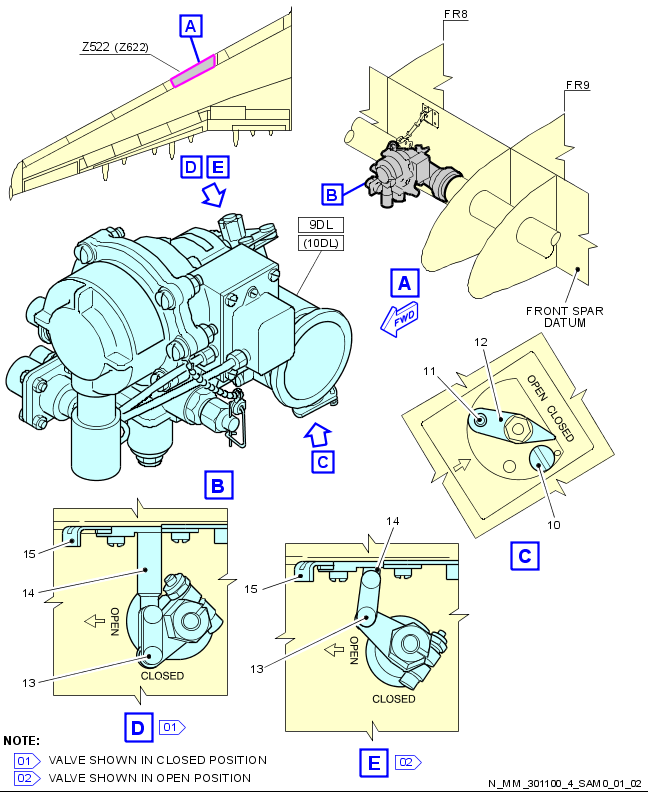 FR8
A
Z522 (Z622)
FR9
D E
B
9DL
(10DL)
A
FWD
FRONT SPAR
DATUM
12
11
OPEN
CLOSED
C
B
10
C
14
15
14
15
OPEN
OPEN
13
13
CLOSED
CLOSED
D 01
E 02
NOTE:
01 VALVE SHOWN IN CLOSED POSITION
02 VALVE SHOWN IN OPEN POSITION
N_MM_301100_4_SAM0_01_02